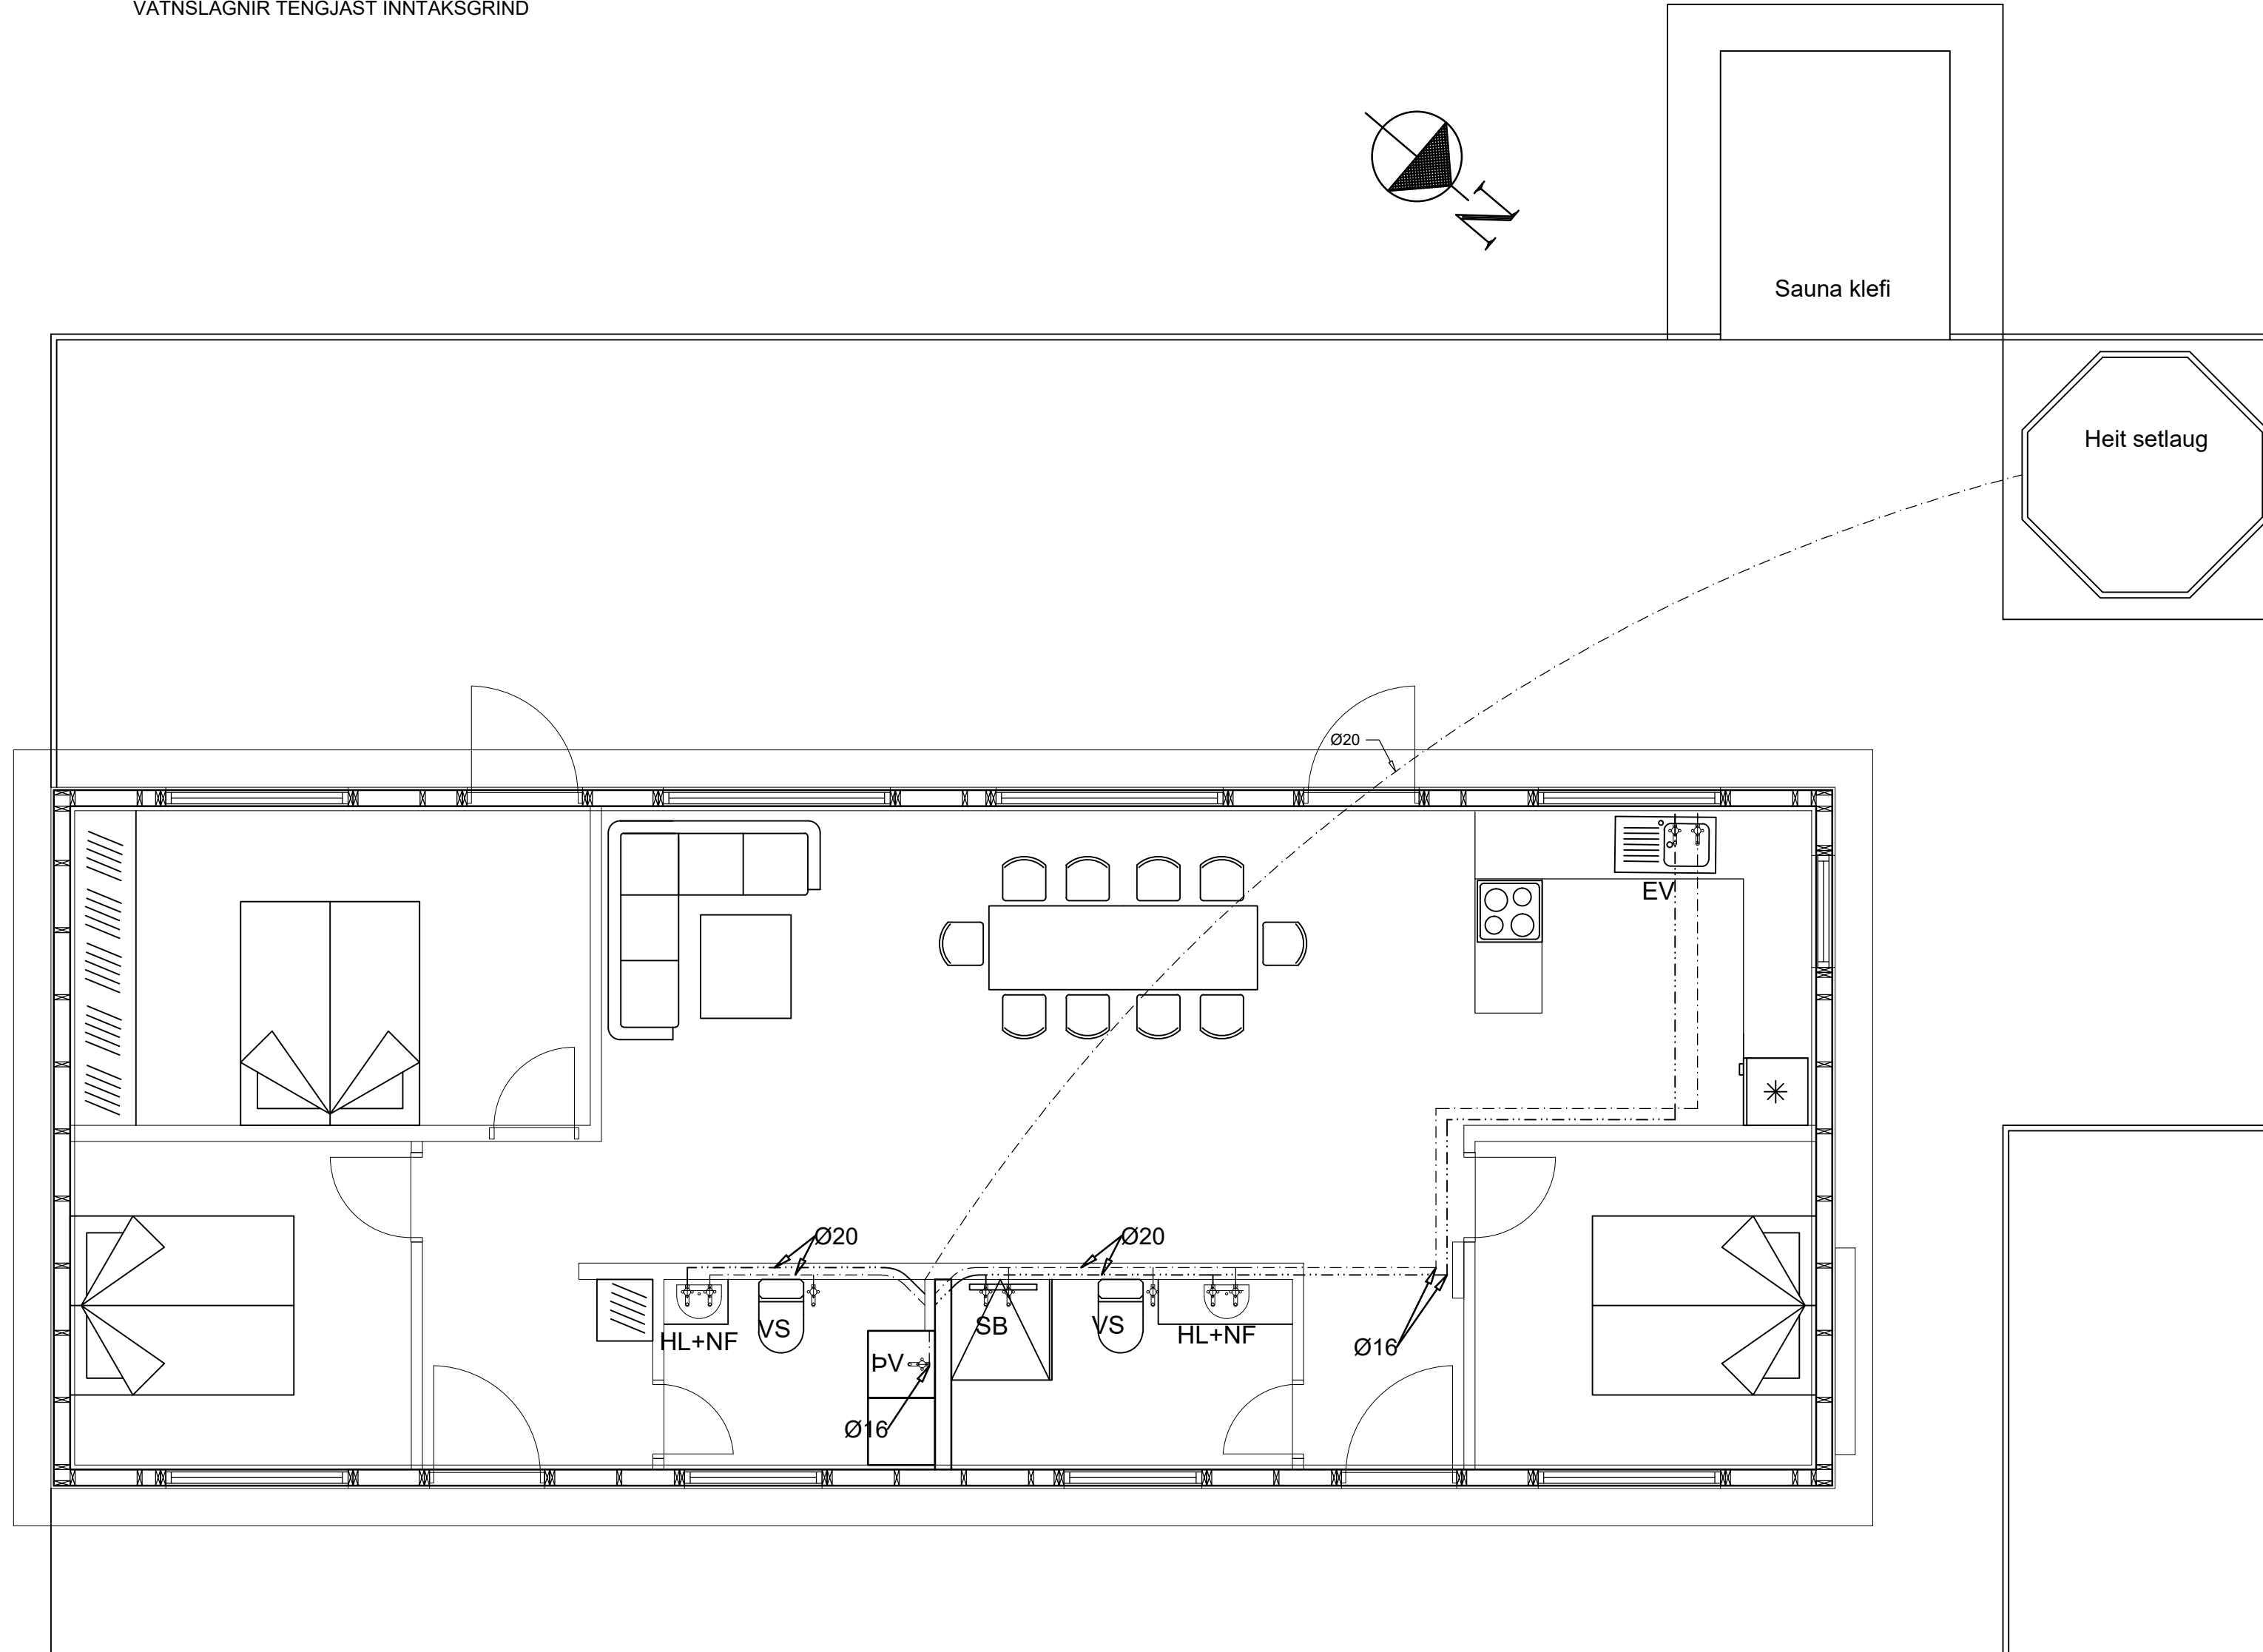 VATNSLAGNIR TENGJAST INNTAKSGRIND
N
Sauna klefi
Heit setlaug
Ø20
EV
Ø20
Ø20
HL+NF
VS
SB
VS
HL+NF
Ø16
ÞV
Ø16